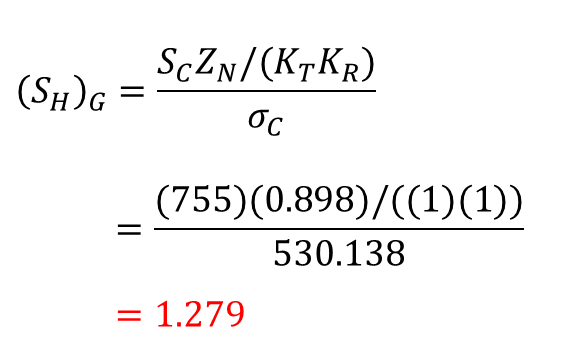 (S_H)_G = S_C Z_N/(K_T K_R) / σ_C
= (755)(0.898)/((1)(1)) / 530.138
= 1.279